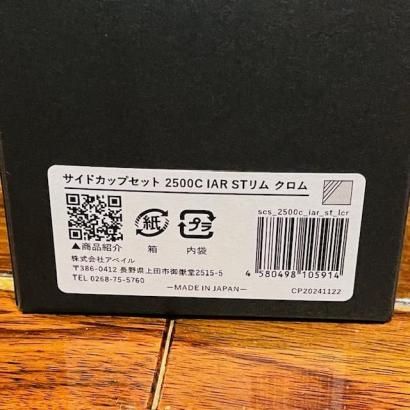 サイドカップセット 2500C IAR STリム クロム
scs_2500c_iar_st_lcr
紙
プラ
▲商品紹介
箱
内袋
株式会社アベイル
〒386-0412 長野県上田市御嶽堂2515-5
TEL 0268-75-5760
4 580498 105914
—MADE IN JAPAN—
CP20241122